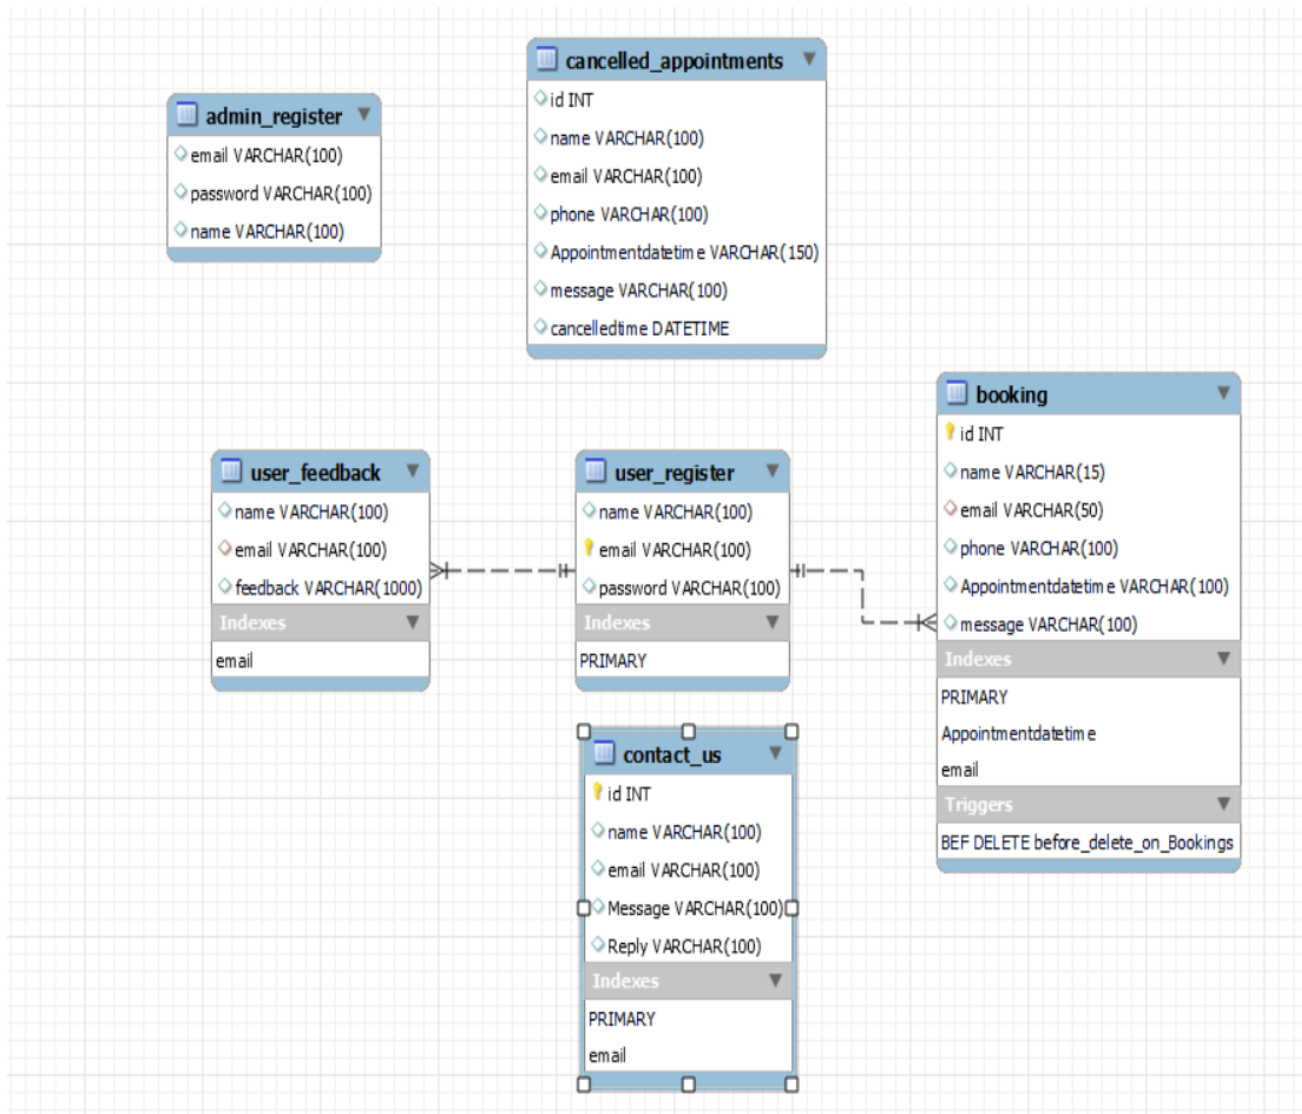 cancelled_appointments
id INT
name VARCHAR(100)
email VARCHAR(100)
phone VARCHAR(100)
Appointmentdatetime VARCHAR(150)
message VARCHAR(100)
cancelledtime DATETIME
admin_register
email VARCHAR(100)
password VARCHAR(100)
name VARCHAR(100)
user_feedback
name VARCHAR(100)
email VARCHAR(100)
feedback VARCHAR(1000)
Indexes
email
user_register
name VARCHAR(100)
email VARCHAR(100)
password VARCHAR(100)
Indexes
PRIMARY
booking
id INT
name VARCHAR(15)
email VARCHAR(50)
phone VARCHAR(100)
Appointmentdatetime VARCHAR(100)
message VARCHAR(100)
Indexes
PRIMARY
Appointmentdatetime
email
Triggers
BEF DELETE before_delete_on_Bookings
contact_us
id INT
name VARCHAR(100)
email VARCHAR(100)
Message VARCHAR(100)
Reply VARCHAR(100)
Indexes
PRIMARY
email